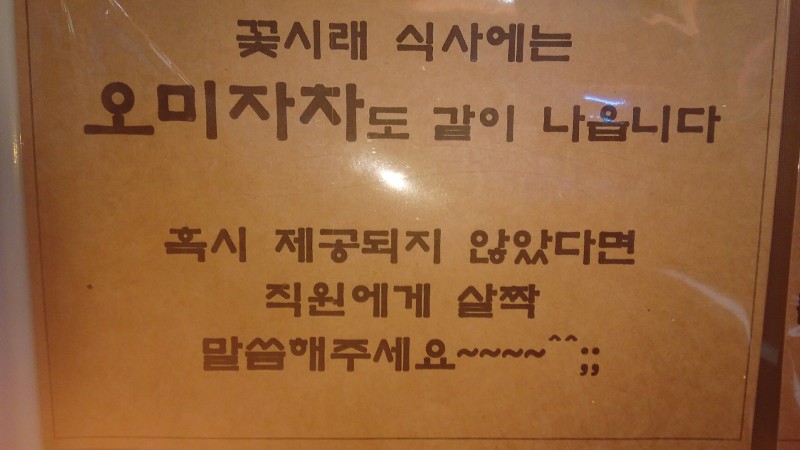 꽃시래 식사에는
오미자차도 같이 나옵니다
혹시 제공되지 않았다면
직원에게 살짝
말씀해주세요~~~~^^;;